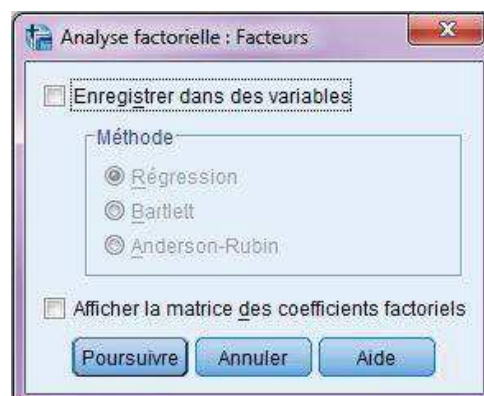 Analyse factorielle : Facteurs
Enregistrer dans des variables
Méthode
Régression
Bartlett
Anderson-Rubin
Afficher la matrice des coefficients factoriels
Poursuivre Annuler Aide